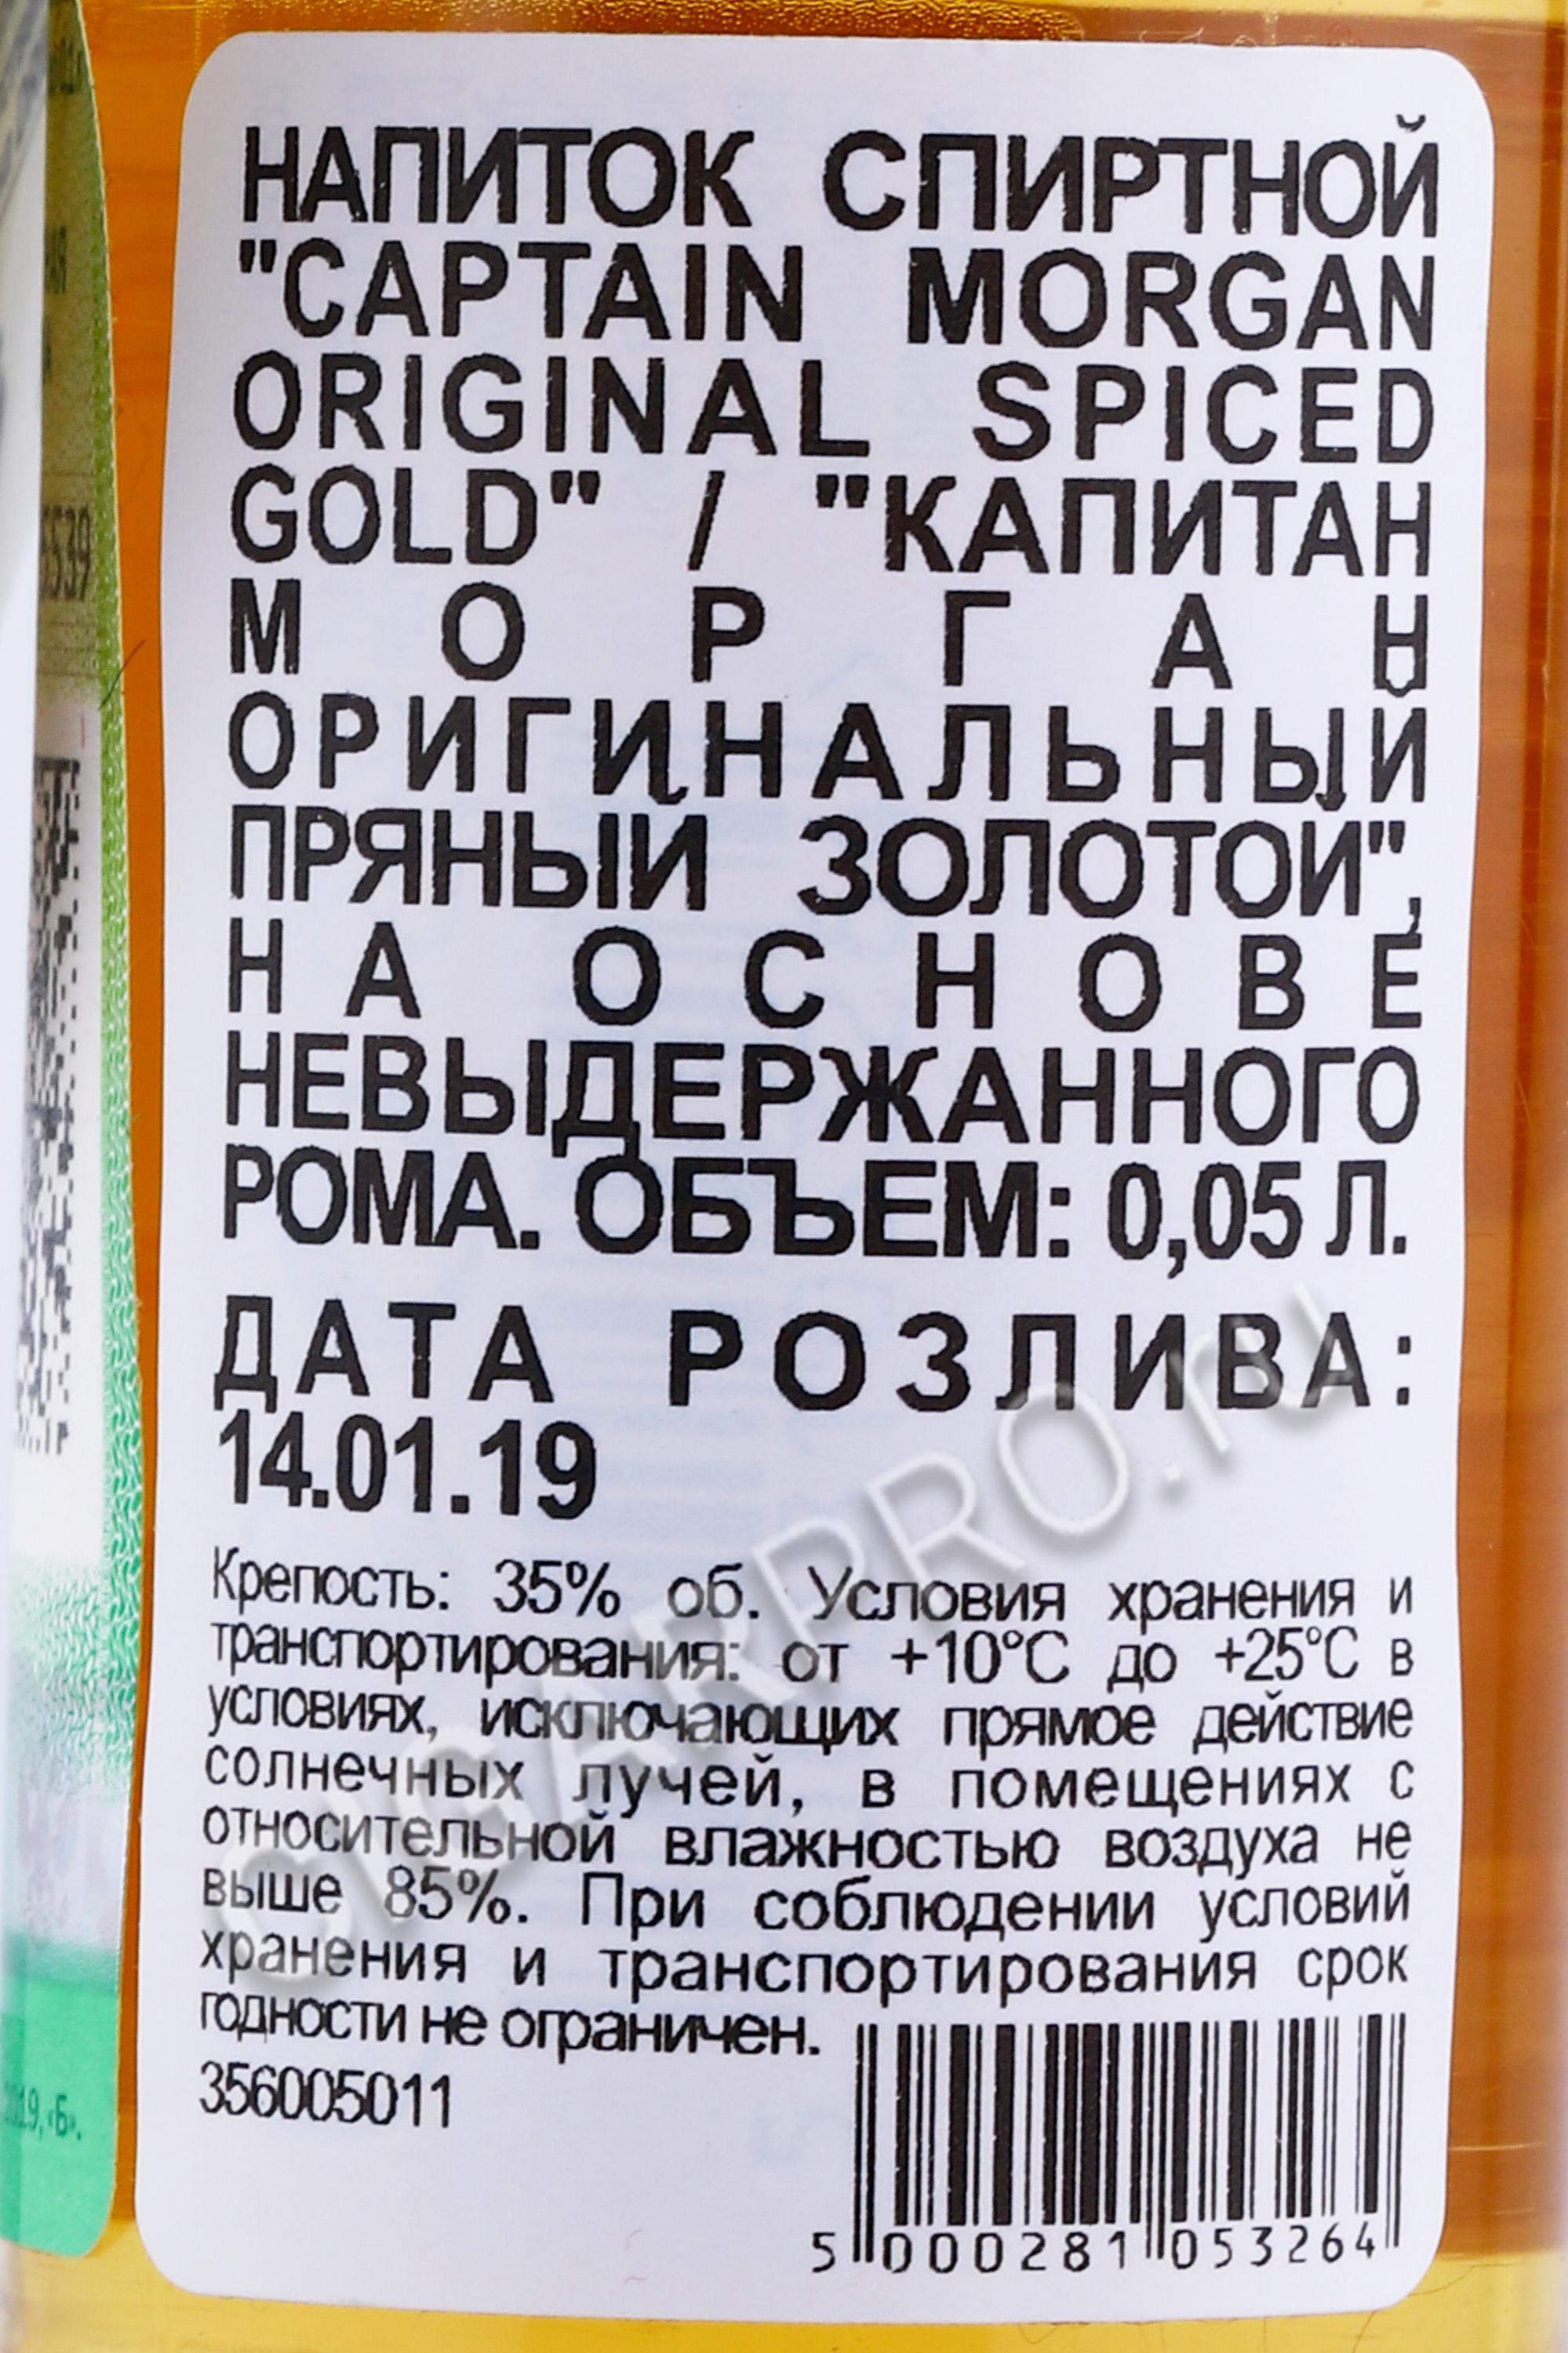 НАПИТОК СПИРТНОЙ
"CAPTAIN MORGAN
ORIGINAL SPICED
GOLD" / "КАПИТАН
МОРГАН
ОРИГИНАЛЬНЫЙ
ПРЯНЫЙ ЗОЛОТОЙ",
НА ОСНОВЕ
НЕВЫДЕРЖАННОГО
РОМА. ОБЪЕМ: 0,05 Л.
ДАТА РОЗЛИВА:
14.01.19
Крепость: 35% об. Условия хранения и
транспортирования: от +10°C до +25°C в
условиях, исключающих прямое действие
солнечных лучей, в помещениях с
относительной влажностью воздуха не
выше 85%. При соблюдении условий
хранения и транспортирования срок
годности не ограничен.
356005011
5 000281 053264
CIGARPRO.ru